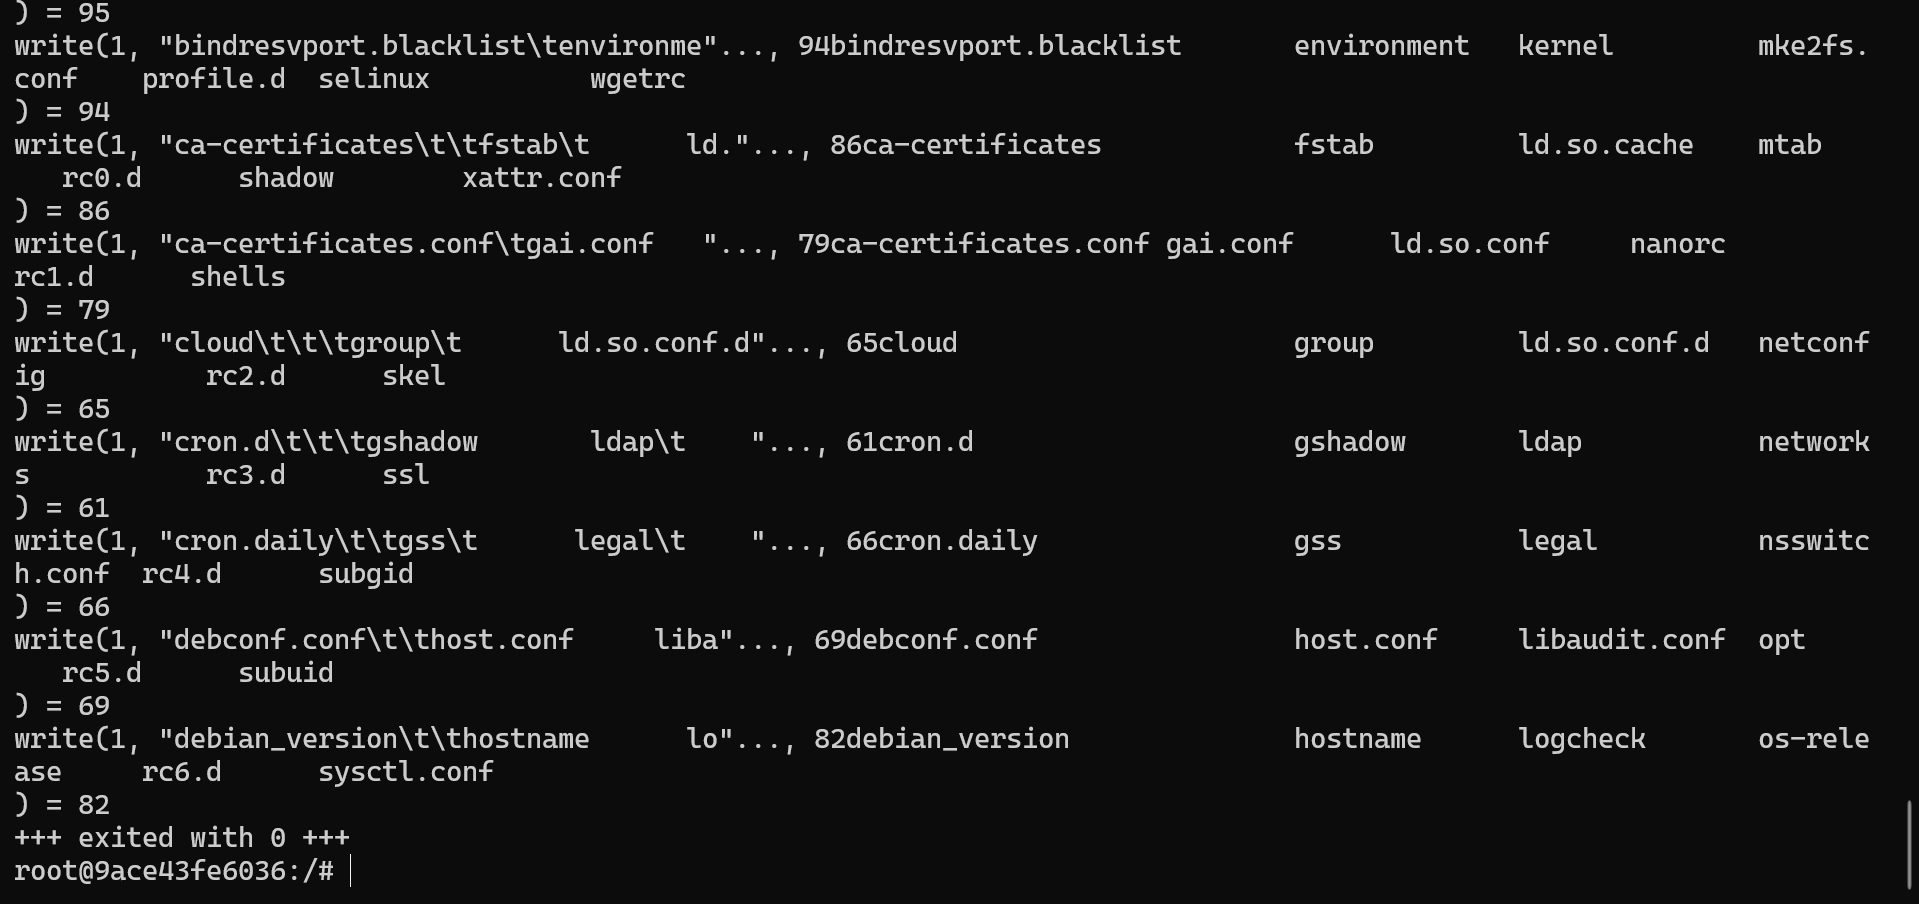 ) = 95
write(1, "bindresvport.blacklist\tenvironme"..., 94bindresvport.blacklist       environment   kernel         mke2fs.
conf    profile.d  selinux          wgetrc
) = 94
write(1, "ca-certificates\t\tfstab\t      ld."..., 86ca-certificates            fstab         ld.so.cache    mtab
   rc0.d      shadow        xattr.conf
) = 86
write(1, "ca-certificates.conf\tgai.conf   "..., 79ca-certificates.conf gai.conf      ld.so.conf     nanorc
rc1.d      shells
) = 79
write(1, "cloud\t\t\tgroup\t      ld.so.conf.d"..., 65cloud                     group         ld.so.conf.d   netconf
ig          rc2.d      skel
) = 65
write(1, "cron.d\t\t\tgshadow       ldap\t    "..., 61cron.d                    gshadow       ldap           network
s           rc3.d      ssl
) = 61
write(1, "cron.daily\t\tgss\t      legal\t    "..., 66cron.daily                gss           legal          nsswitc
h.conf  rc4.d      subgid
) = 66
write(1, "debconf.conf\t\thost.conf     liba"..., 69debconf.conf                host.conf     libaudit.conf  opt
   rc5.d      subuid
) = 69
write(1, "debian_version\t\thostname      lo"..., 82debian_version              hostname      logcheck       os-rele
ase     rc6.d      sysctl.conf
) = 82
+++ exited with 0 +++
root@9ace43fe6036:/#